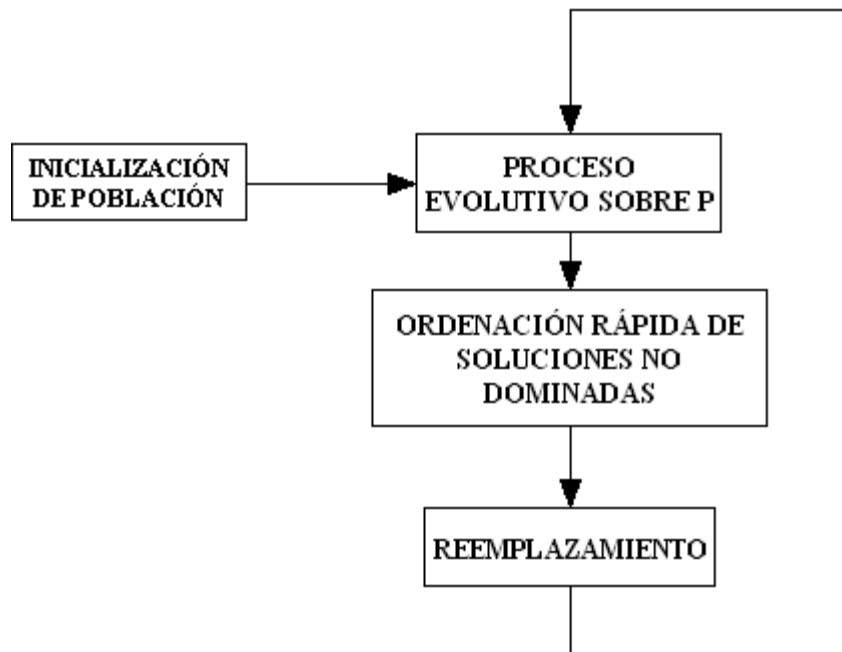 INICIALIZACIÓN
DE POBLACIÓN
PROCESO
EVOLUTIVO SOBRE P
ORDENACIÓN RÁPIDA DE
SOLUCIONES NO
DOMINADAS
REEMPLAZAMIENTO